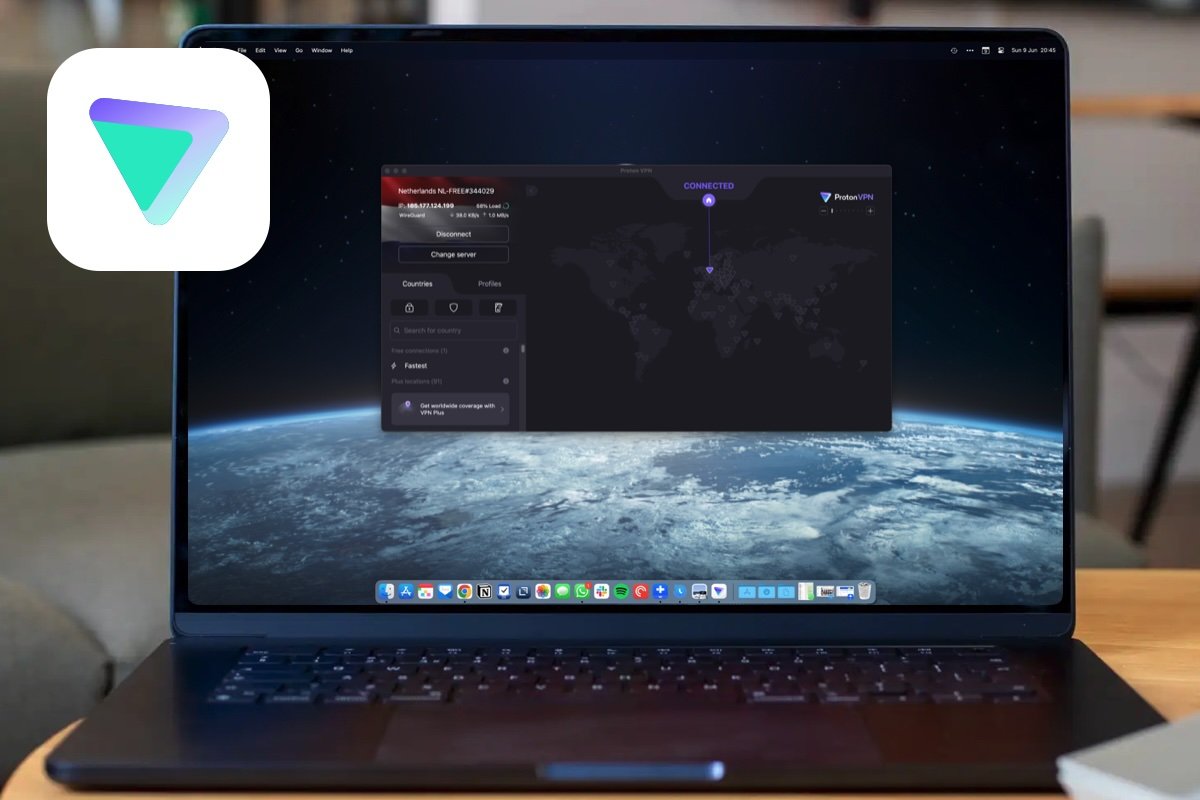 File Edit View Go Window Help
Sun 9 Jun 20:45
Proton VPN
Netherlands NL-FREE#344029
IP: 185.177.124.199 56% Load
WireGuard ↓ 38.0 KB/s ↑ 1.0 MB/s
Disconnect
Change server
CONNECTED
ProtonVPN
Countries Profiles
Search for country
Free connections (1)
Fastest
Plus locations (91)
Get worldwide coverage with
VPN Plus